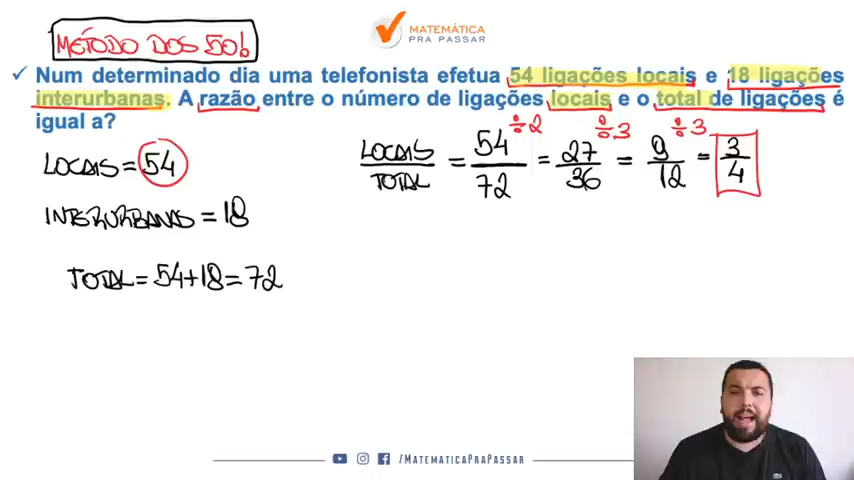 MÉTODO DOS 50%
MATEMÁTICA
PRA PASSAR
✓ Num determinado dia uma telefonista efetua 54 ligações locais e 18 ligações
interurbanas. A razão entre o número de ligações locais e o total de ligações é
igual a?
LOCAIS = 54
LOCAIS/TOTAL = 54/72 = 27/36 = 9/12 = 3/4
÷2 ÷3 ÷3
INTERURBANAS = 18
TOTAL = 54+18 = 72
/MATEMATICAPRAPASSAR